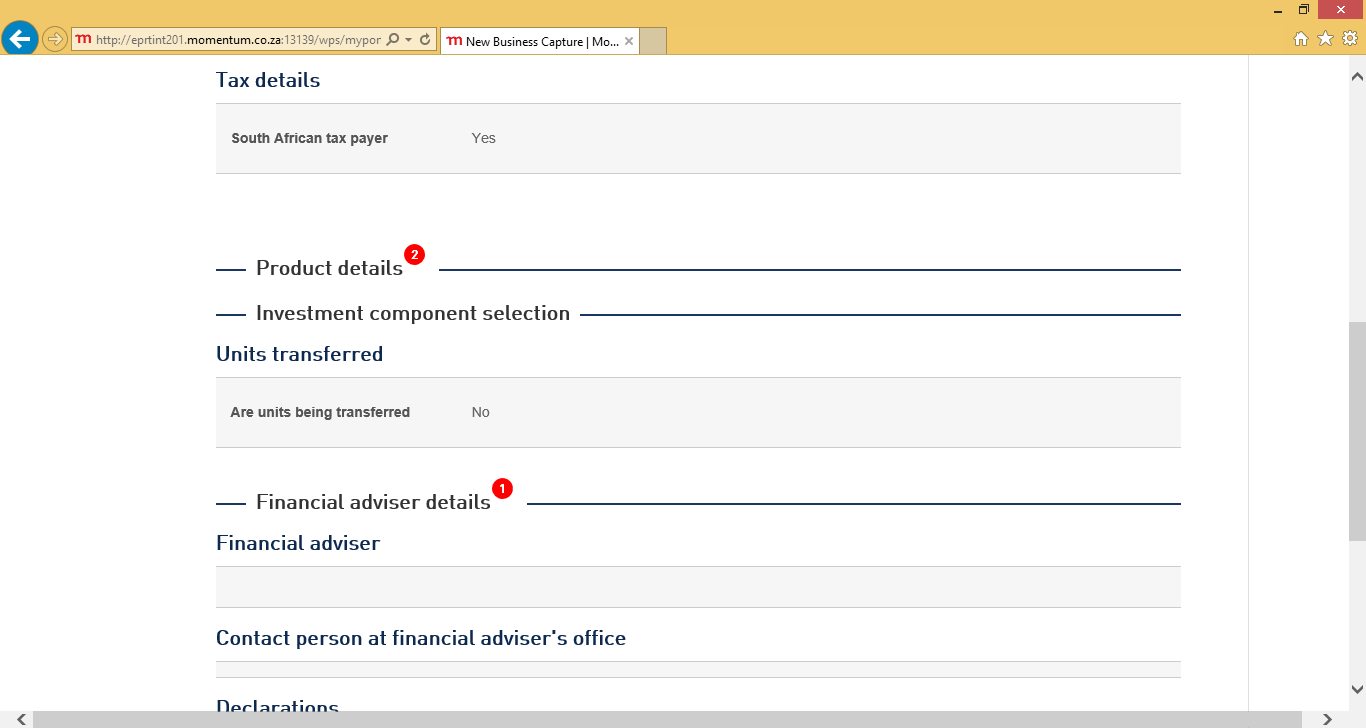 http://eprtint201.momentum.co.za:13139/wps/mypor
m New Business Capture | Mo...
Tax details
South African tax payer Yes
Product details 2
Investment component selection
Units transferred
Are units being transferred No
Financial adviser details 1
Financial adviser
Contact person at financial adviser's office
Declarations